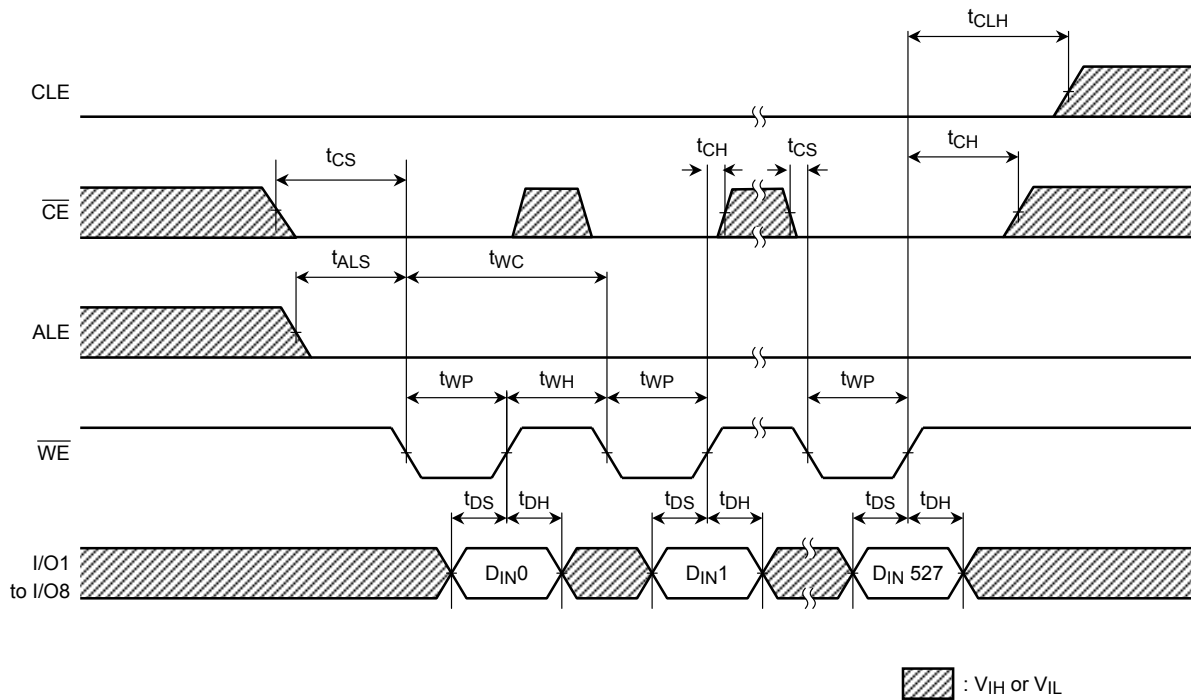 tCLH
CLE
tCS tCH tCS tCH
CE
tALS tWC
ALE
tWP tWH tWP tWP
WE
tDS tDH tDS tDH tDS tDH
I/O1
to I/O8
DIN0 DIN1 DIN 527
: VIH or VIL